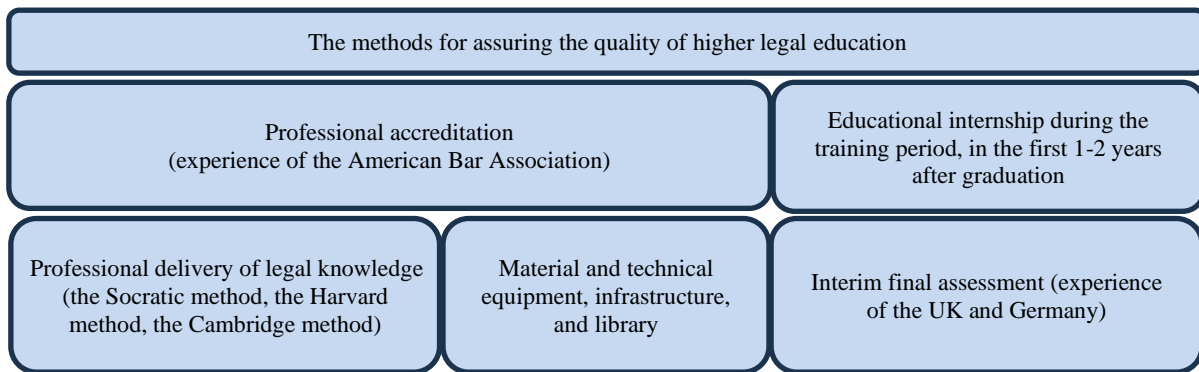 The methods for assuring the quality of higher legal education
Professional accreditation
(experience of the American Bar Association)
Educational internship during the
training period, in the first 1-2 years
after graduation
Professional delivery of legal knowledge
(the Socratic method, the Harvard
method, the Cambridge method)
Material and technical
equipment, infrastructure,
and library
Interim final assessment (experience
of the UK and Germany)